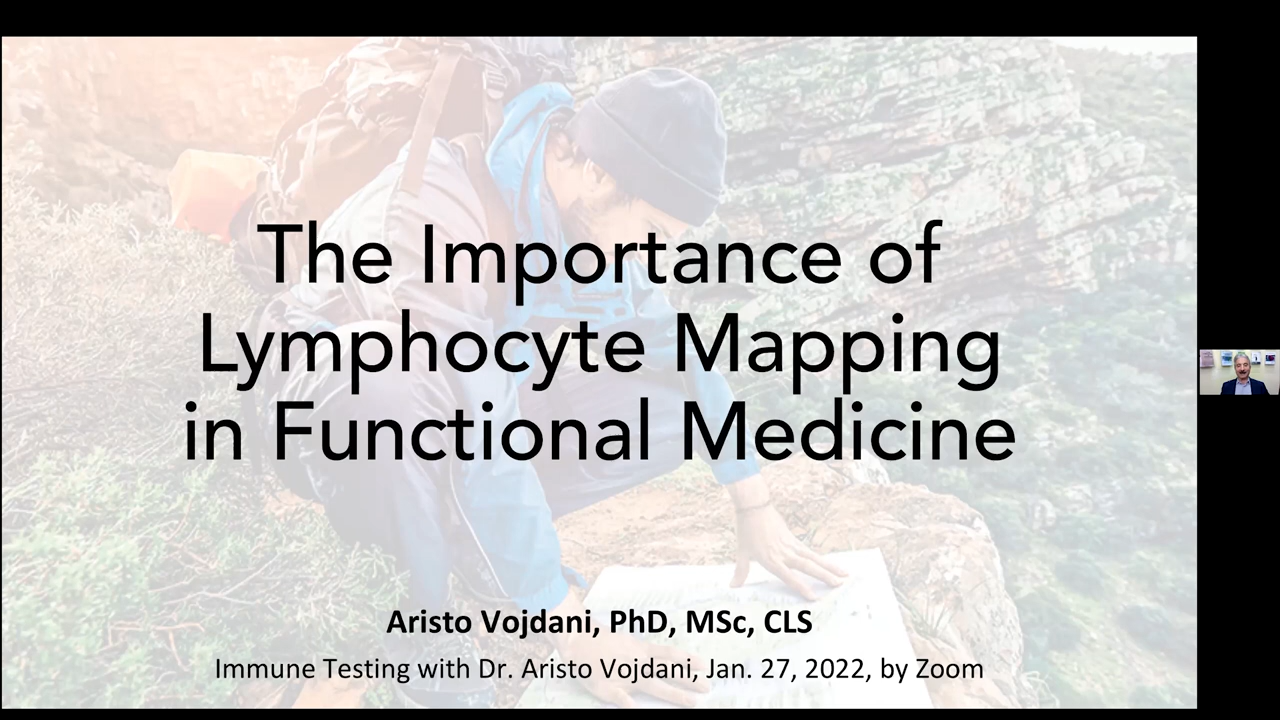 The Importance of
Lymphocyte Mapping
in Functional Medicine
Aristo Vojdani, PhD, MSc, CLS
Immune Testing with Dr. Aristo Vojdani, Jan. 27, 2022, by Zoom